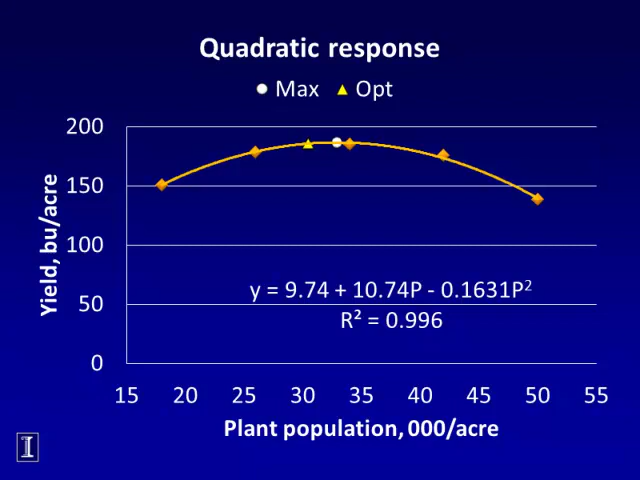 Quadratic response
Max Opt
200
150
100
50
0
Yield, bu/acre
y = 9.74 + 10.74P - 0.1631P²
R² = 0.996
15 20 25 30 35 40 45 50 55
Plant population, 000/acre
I